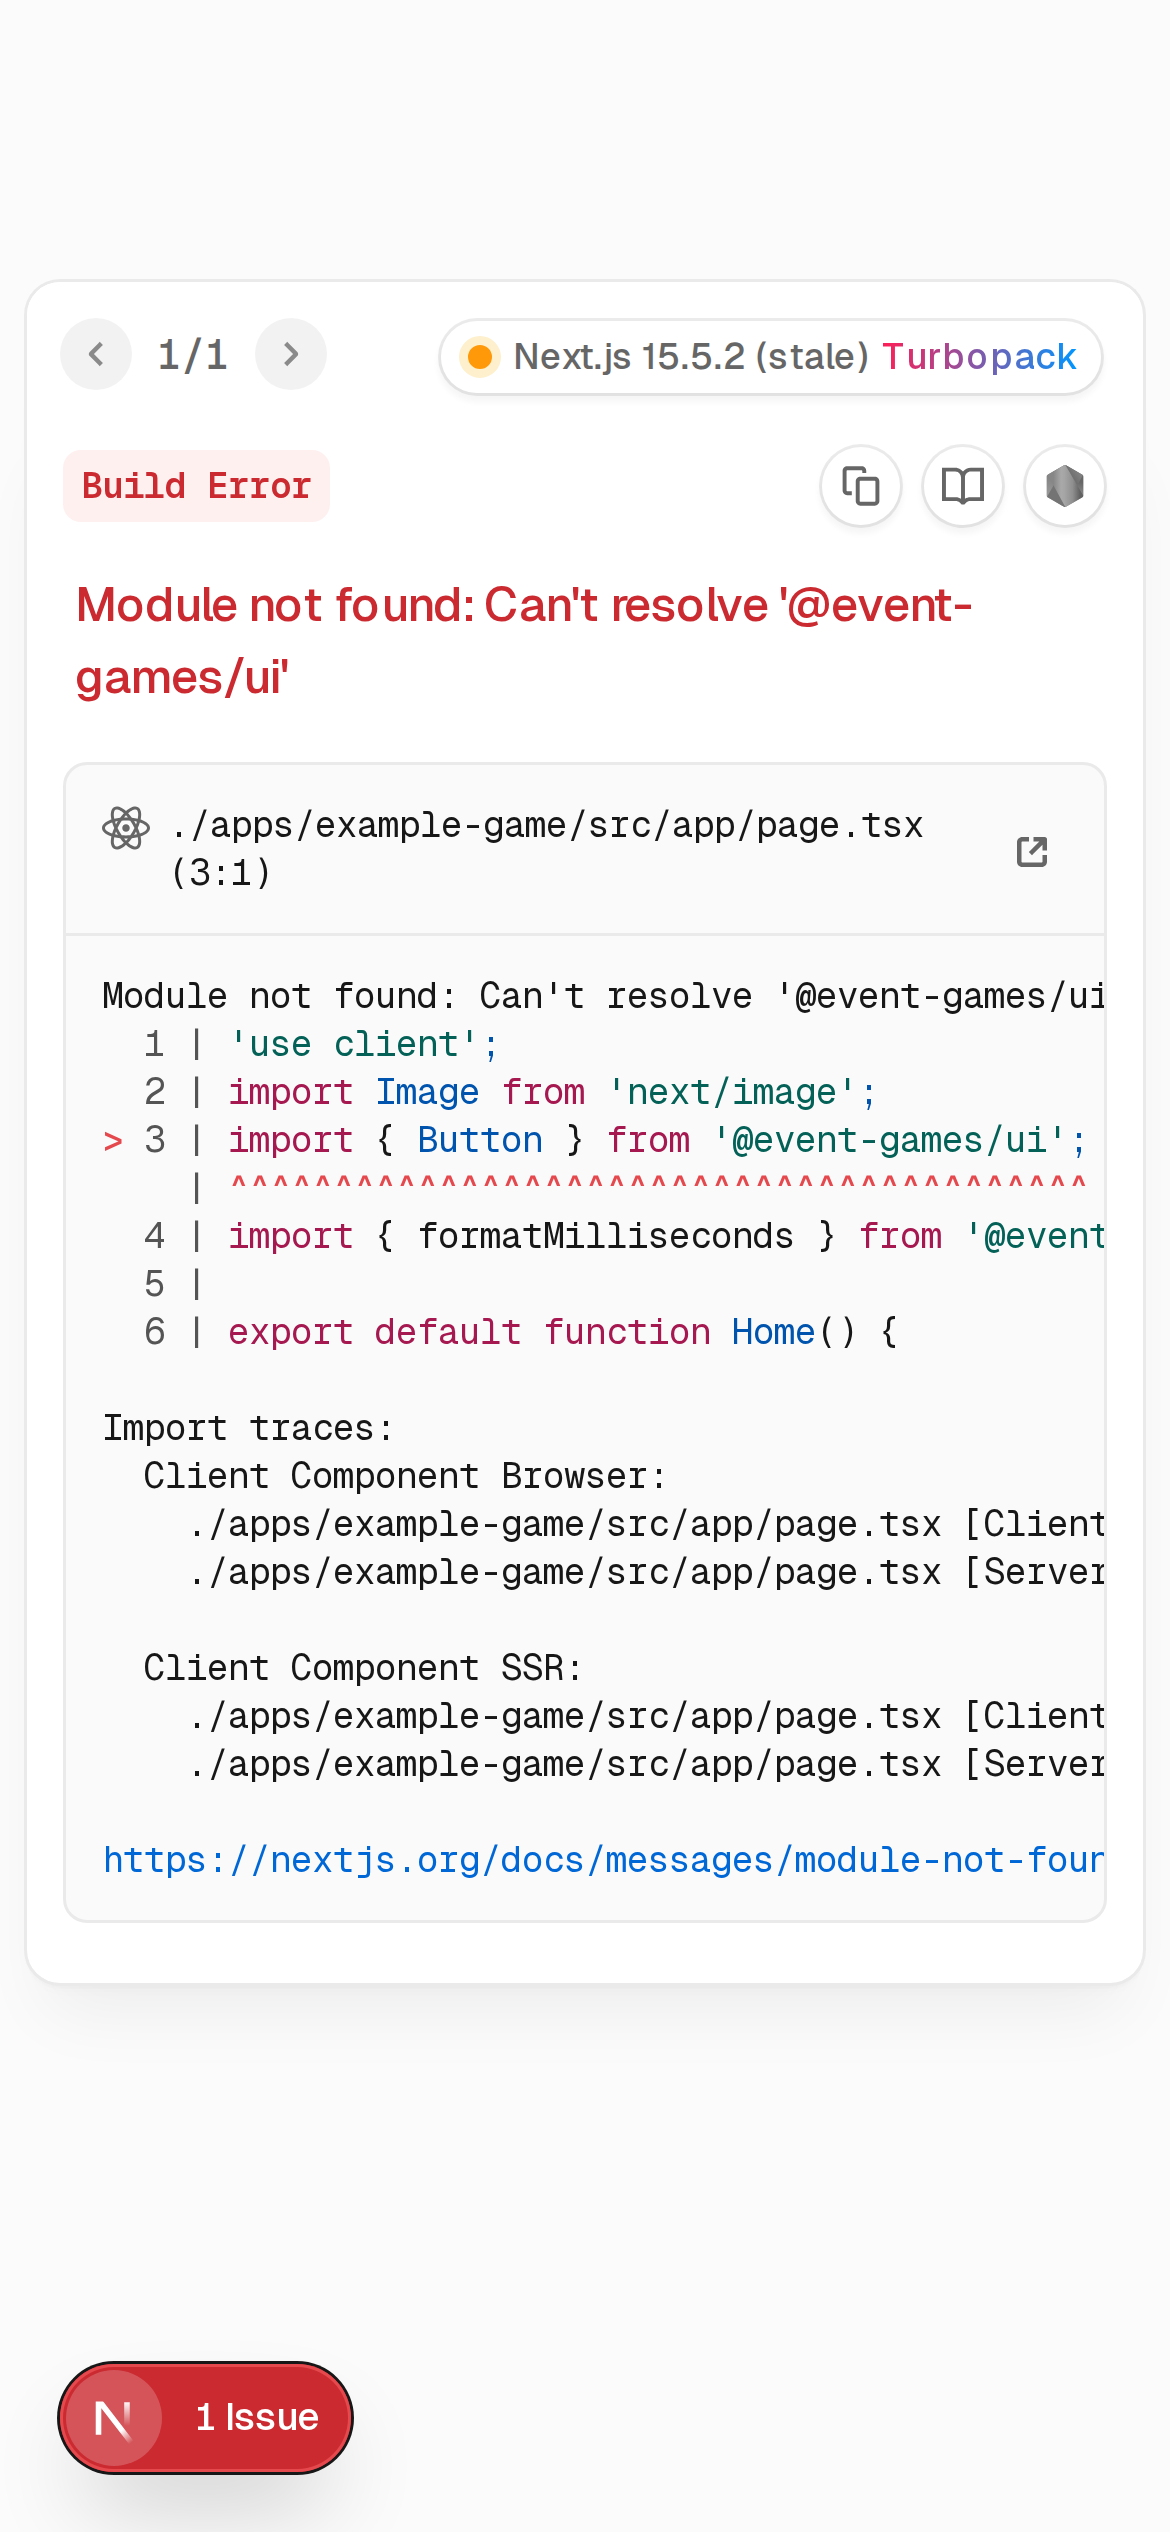 1/1
Next.js 15.5.2 (stale) Turbopack
Build Error
Module not found: Can't resolve '@event-
games/ui'
./apps/example-game/src/app/page.tsx
(3:1)
Module not found: Can't resolve '@event-games/ui
1 | 'use client';
2 | import Image from 'next/image';
> 3 | import { Button } from '@event-games/ui';
| ^^^^^^^^^^^^^^^^^^^^^^^^^^^^^^^^^^^^^^^^^
4 | import { formatMilliseconds } from '@event
5 |
6 | export default function Home() {
Import traces:
Client Component Browser:
./apps/example-game/src/app/page.tsx [Client
./apps/example-game/src/app/page.tsx [Server
Client Component SSR:
./apps/example-game/src/app/page.tsx [Client
./apps/example-game/src/app/page.tsx [Server
https://nextjs.org/docs/messages/module-not-foun
N 1 Issue